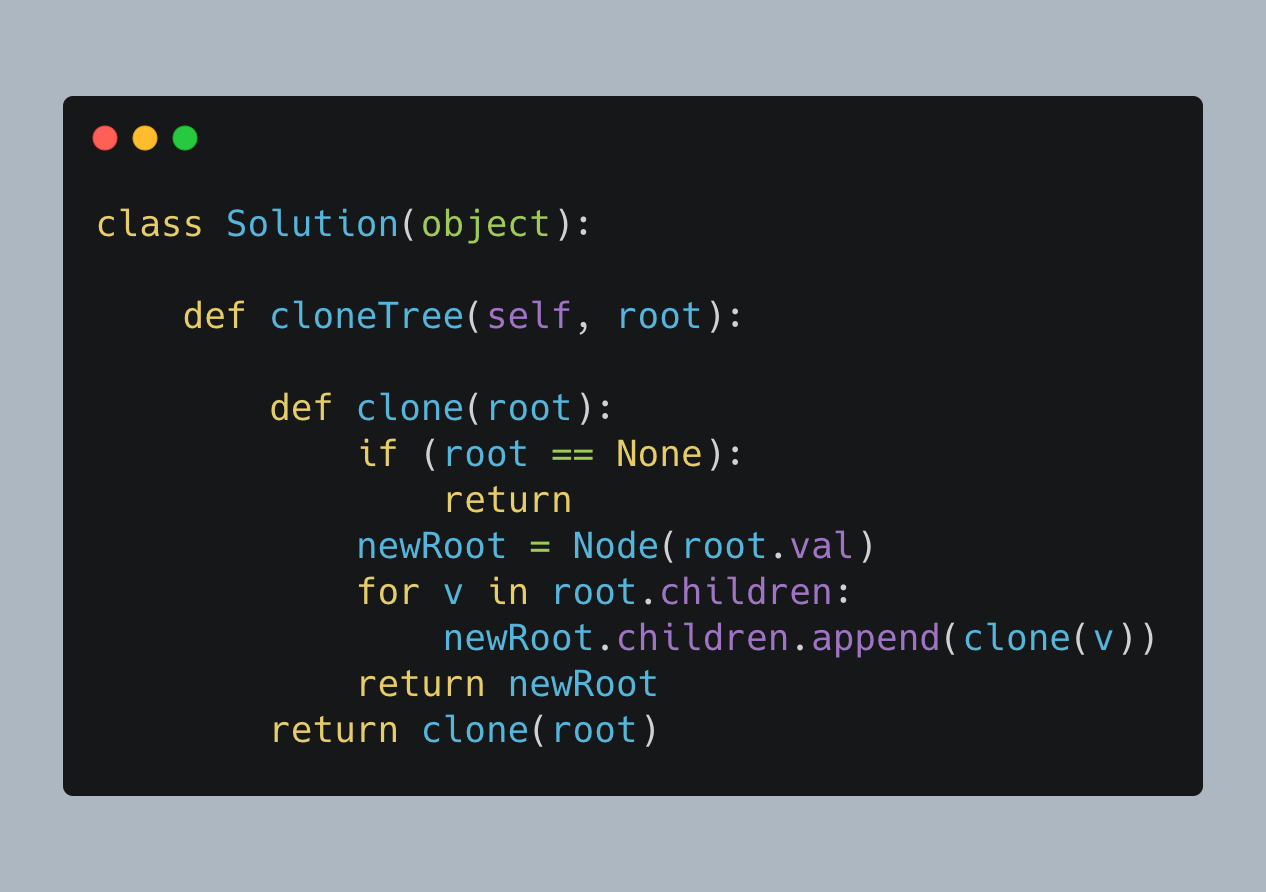 class Solution(object):
    def cloneTree(self, root):
        def clone(root):
            if (root == None):
                return
            newRoot = Node(root.val)
            for v in root.children:
                newRoot.children.append(clone(v))
            return newRoot
        return clone(root)